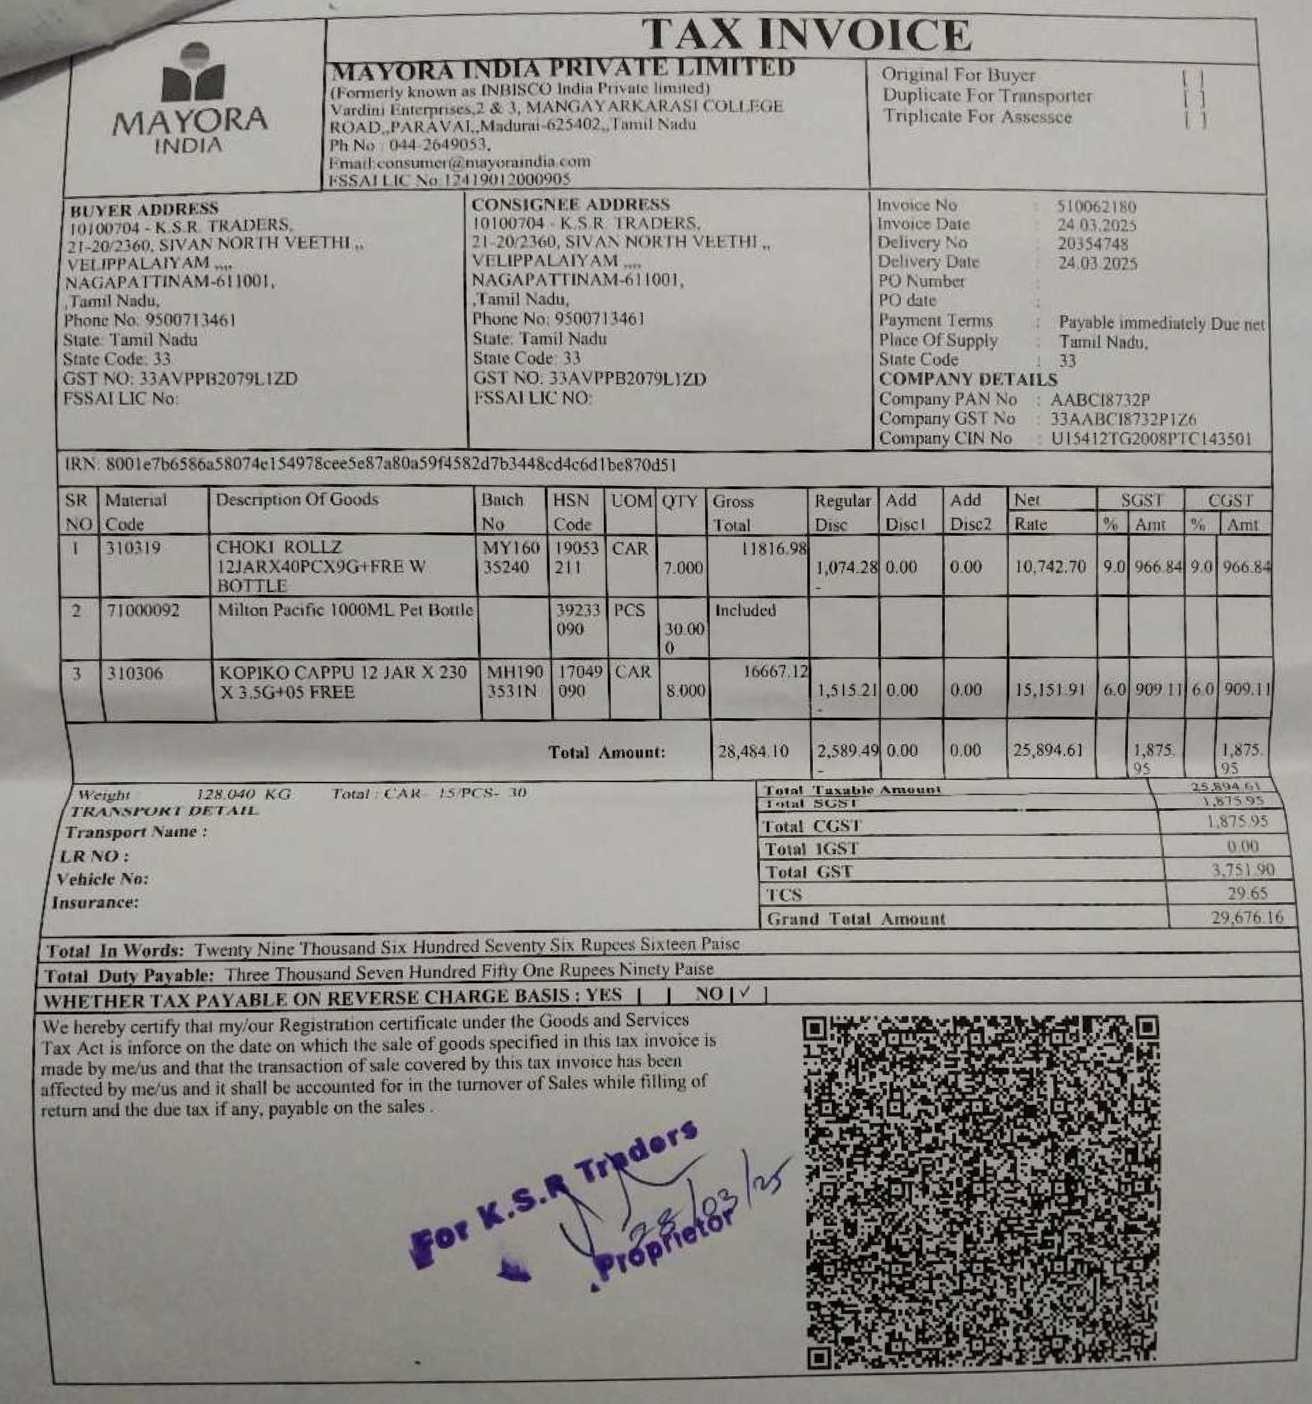 TAX INVOICE
MAYORA
INDIA
MAYORA INDIA PRIVATE LIMITED
(Formerly known as INBISCO India Private limited)
Vardini Enterprises,2 & 3, MANGAYARKARASI COLLEGE
ROAD,,PARAVAI,,Madurai-625402,,Tamil Nadu
Ph No : 044-2649053,
Email:consumer@mayoraindia.com
FSSAI LIC No 12419012000905
Original For Buyer [ ]
Duplicate For Transporter [ ]
Triplicate For Assessce [ ]
BUYER ADDRESS
10100704 - K.S.R. TRADERS,
21-20/2360, SIVAN NORTH VEETHI ,,
VELIPPALAIYAM ,,,,
NAGAPATTINAM-611001,
,Tamil Nadu,
Phone No: 9500713461
State: Tamil Nadu
State Code: 33
GST NO: 33AVPPB2079L1ZD
FSSAI LIC No:
CONSIGNEE ADDRESS
10100704 - K.S.R. TRADERS,
21-20/2360, SIVAN NORTH VEETHI ,,
VELIPPALAIYAM ,,,,
NAGAPATTINAM-611001,
,Tamil Nadu,
Phone No: 9500713461
State: Tamil Nadu
State Code: 33
GST NO: 33AVPPB2079L1ZD
FSSAI LIC NO:
Invoice No : 510062180
Invoice Date : 24.03.2025
Delivery No : 20354748
Delivery Date : 24.03.2025
PO Number :
PO date :
Payment Terms : Payable immediately Due net
Place Of Supply : Tamil Nadu,
State Code : 33
COMPANY DETAILS
Company PAN No : AABCI8732P
Company GST No : 33AABCI8732P1Z6
Company CIN No : U15412TG2008PTC143501
IRN: 8001e7b6586a58074e154978cee5e87a80a59f4582d7b3448cd4c6d1be870d51
SR Material Description Of Goods Batch HSN UOM QTY Gross Regular Add Add Net SGST CGST
NO Code No Code Total Disc Disc1 Disc2 Rate % Amt % Amt
1 310319 CHOKI ROLLZ MY160 19053 CAR 11816.98
12JARX40PCX9G+FRE W 35240 211 7.000 1,074.28 0.00 0.00 10,742.70 9.0 966.84 9.0 966.84
BOTTLE -
2 71000092 Milton Pacific 1000ML Pet Bottle 39233 PCS Included
090 30.00
0
3 310306 KOPIKO CAPPU 12 JAR X 230 MH190 17049 CAR 16667.12
X 3.5G+05 FREE 3531N 090 8.000 1,515.21 0.00 0.00 15,151.91 6.0 909.11 6.0 909.11
-
Total Amount: 28,484.10 2,589.49 0.00 0.00 25,894.61 1,875. 1,875.
- 95 95
Weight : 128.040 KG Total : CAR- 15/PCS- 30
TRANSPORT DETAIL
Transport Name :
LR NO :
Vehicle No:
Insurance:
Total Taxable Amount 25,894.61
Total SGST 1,875.95
Total CGST 1,875.95
Total IGST 0.00
Total GST 3,751.90
TCS 29.65
Grand Total Amount 29,676.16
Total In Words: Twenty Nine Thousand Six Hundred Seventy Six Rupees Sixteen Paise
Total Duty Payable: Three Thousand Seven Hundred Fifty One Rupees Ninety Paise
WHETHER TAX PAYABLE ON REVERSE CHARGE BASIS : YES [ ] NO [✓ ]
We hereby certify that my/our Registration certificate under the Goods and Services
Tax Act is inforce on the date on which the sale of goods specified in this tax invoice is
made by me/us and that the transaction of sale covered by this tax invoice has been
affected by me/us and it shall be accounted for in the turnover of Sales while filling of
return and the due tax if any, payable on the sales .
For K.S.R Traders
28/03/25
Proprietor